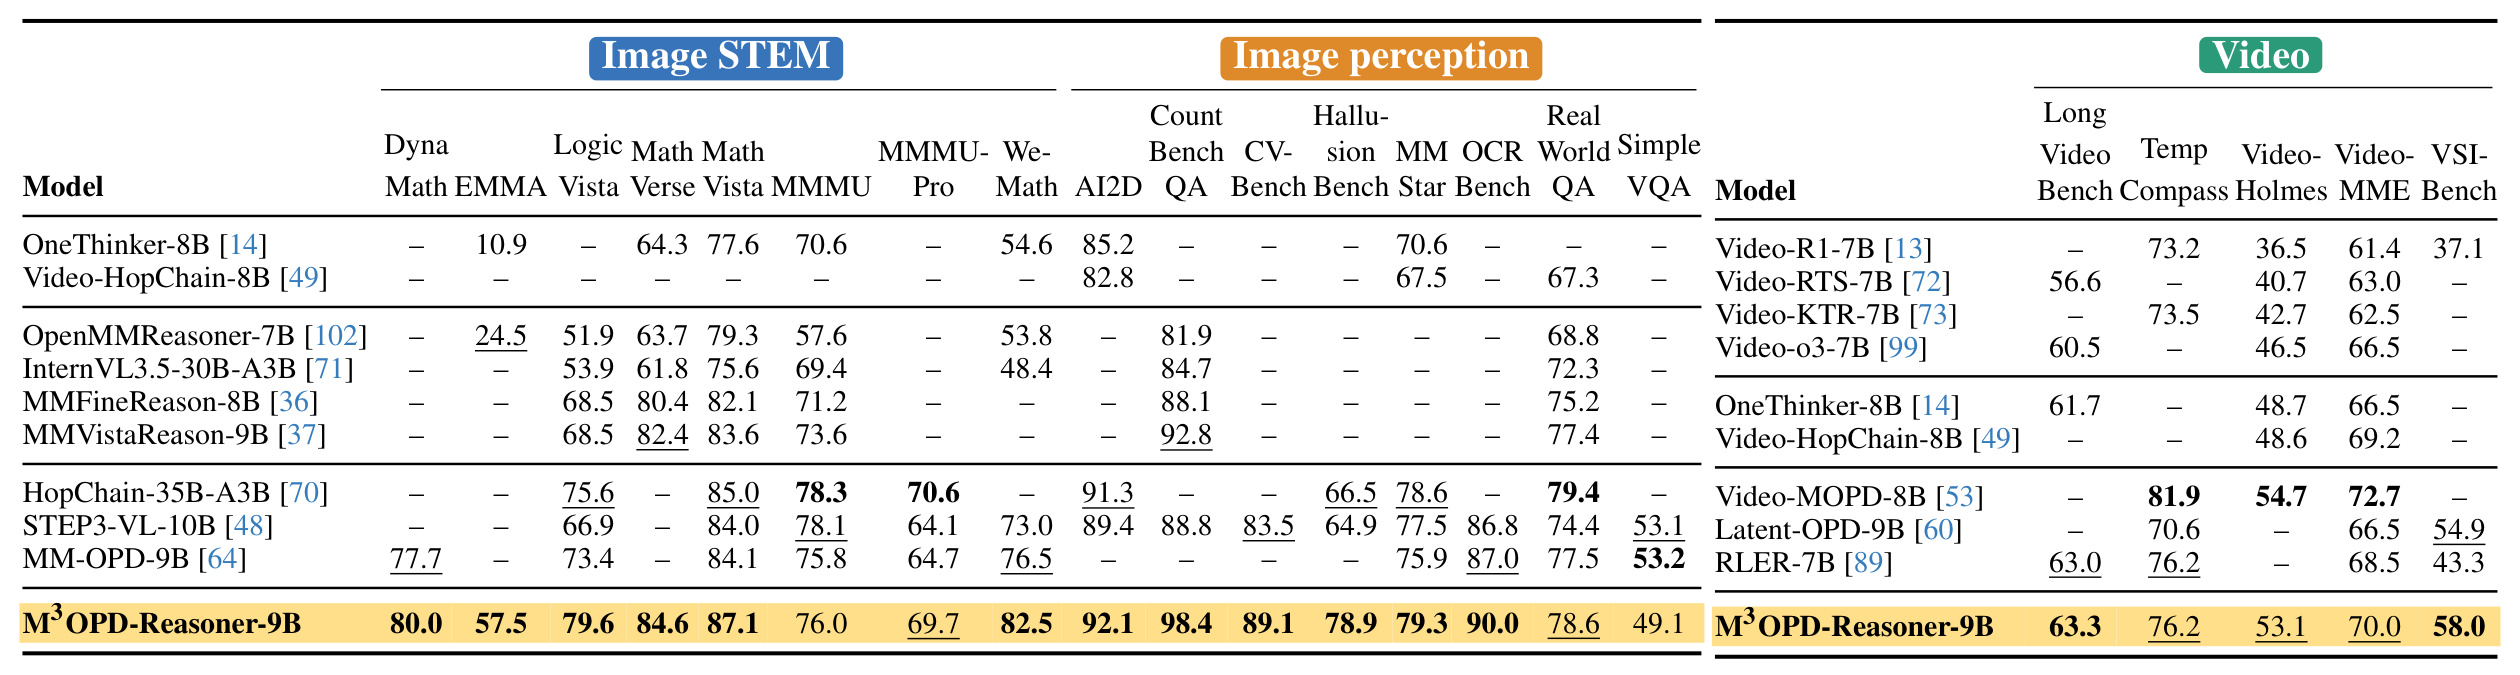 Image STEM Image perception
Model Dyna Math EMMA Logic Vista Math Verse Math Vista MMMU MMMU-Pro We-Math AI2D Count Bench QA CV-Bench Hallu-sion Bench MM Star OCR Bench Real World QA Simple VQA
OneThinker-8B [14] – 10.9 – 64.3 77.6 70.6 – 54.6 85.2 – – – 70.6 – – –
Video-HopChain-8B [49] – – – – – – – – 82.8 – – – 67.5 – 67.3 –
OpenMMReasoner-7B [102] – 24.5 51.9 63.7 79.3 57.6 – 53.8 – 81.9 – – – – 68.8 –
InternVL3.5-30B-A3B [71] – – 53.9 61.8 75.6 69.4 – 48.4 – 84.7 – – – – 72.3 –
MMFineReason-8B [36] – – 68.5 80.4 82.1 71.2 – – – 88.1 – – – – 75.2 –
MMVistaReason-9B [37] – – 68.5 82.4 83.6 73.6 – – – 92.8 – – – – 77.4 –
HopChain-35B-A3B [70] – – 75.6 – 85.0 78.3 70.6 – 91.3 – – 66.5 78.6 – 79.4 –
STEP3-VL-10B [48] – – 66.9 – 84.0 78.1 64.1 73.0 89.4 88.8 83.5 64.9 77.5 86.8 74.4 53.1
MM-OPD-9B [64] 77.7 – 73.4 – 84.1 75.8 64.7 76.5 – – – – 75.9 87.0 77.5 53.2
M³OPD-Reasoner-9B 80.0 57.5 79.6 84.6 87.1 76.0 69.7 82.5 92.1 98.4 89.1 78.9 79.3 90.0 78.6 49.1
Video
Model Long Video Bench Temp Compass Video-Holmes Video-MME VSI-Bench
Video-R1-7B [13] – 73.2 36.5 61.4 37.1
Video-RTS-7B [72] 56.6 – 40.7 63.0 –
Video-KTR-7B [73] – 73.5 42.7 62.5 –
Video-o3-7B [99] 60.5 – 46.5 66.5 –
OneThinker-8B [14] 61.7 – 48.7 66.5 –
Video-HopChain-8B [49] – – 48.6 69.2 –
Video-MOPD-8B [53] – 81.9 54.7 72.7 –
Latent-OPD-9B [60] – 70.6 – 66.5 54.9
RLER-7B [89] 63.0 76.2 – 68.5 43.3
M³OPD-Reasoner-9B 63.3 76.2 53.1 70.0 58.0